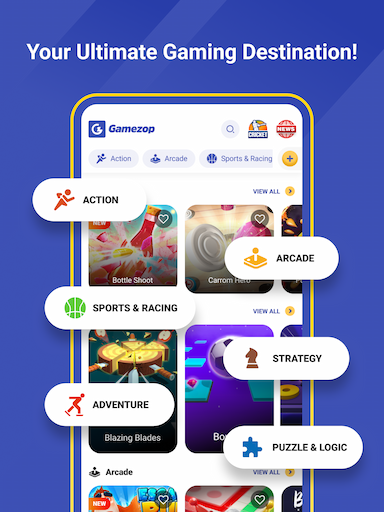 Your Ultimate Gaming Destination!
G Gamezop
CRICKET
NEWS
Action
Arcade
Sports & Racing
VIEW ALL
ACTION
NEW
Bottle Shoot
Carrom Hero
ARCADE
VIEW ALL
SPORTS & RACING
STRATEGY
ADVENTURE
Blazing Blades
PUZZLE & LOGIC
Arcade
VIEW ALL
NEW